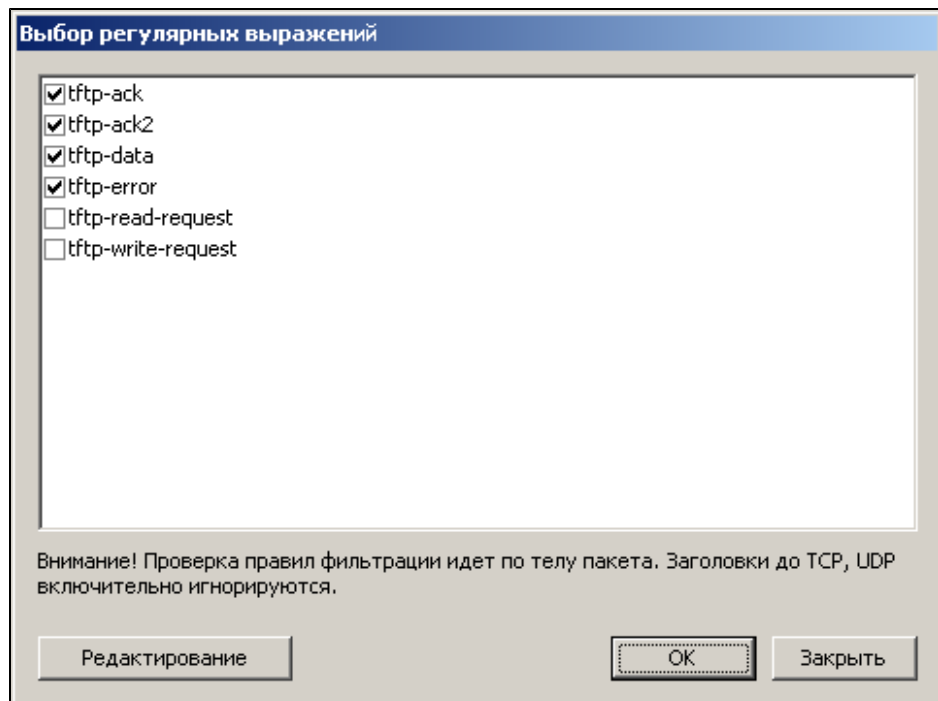 Выбор регулярных выражений
tftp-ack
tftp-ack2
tftp-data
tftp-error
tftp-read-request
tftp-write-request
Внимание! Проверка правил фильтрации идет по телу пакета. Заголовки до TCP, UDP
включительно игнорируются.
Редактирование OK Закрыть